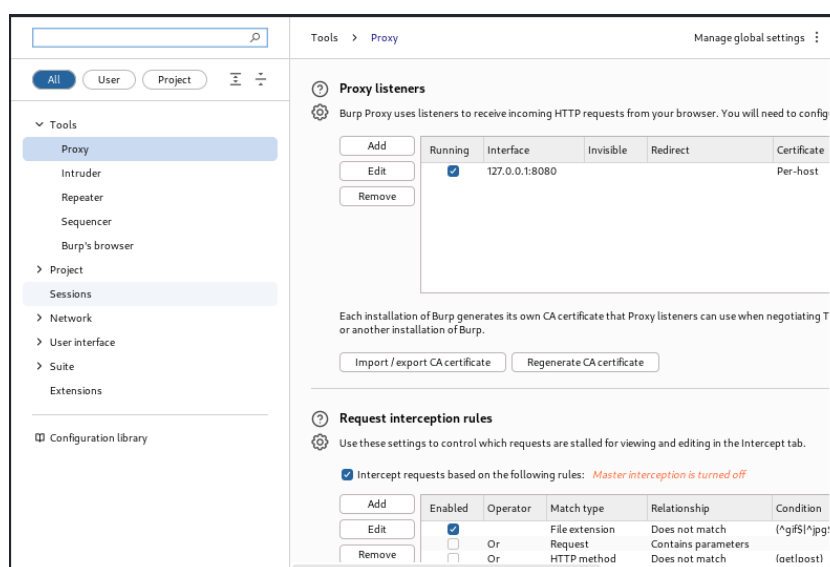 Tools > Proxy
Manage global settings
All User Project
Tools
Proxy
Intruder
Repeater
Sequencer
Burp's browser
Project
Sessions
Network
User interface
Suite
Extensions
Configuration library
Proxy listeners
Burp Proxy uses listeners to receive incoming HTTP requests from your browser. You will need to config
Add
Edit
Remove
Running Interface Invisible Redirect Certificate
127.0.0.1:8080 Per-host
Each installation of Burp generates its own CA certificate that Proxy listeners can use when negotiating T
or another installation of Burp.
Import / export CA certificate Regenerate CA certificate
Request interception rules
Use these settings to control which requests are stalled for viewing and editing in the Intercept tab.
Intercept requests based on the following rules: Master interception is turned off
Add
Edit
Remove
Enabled Operator Match type Relationship Condition
File extension Does not match (^gif$|^jpg$
Or Request Contains parameters
Or HTTP method Does not match (get|post)